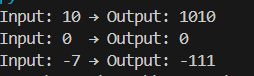 Input: 10 → Output: 1010
Input: 0  → Output: 0
Input: -7 → Output: -111